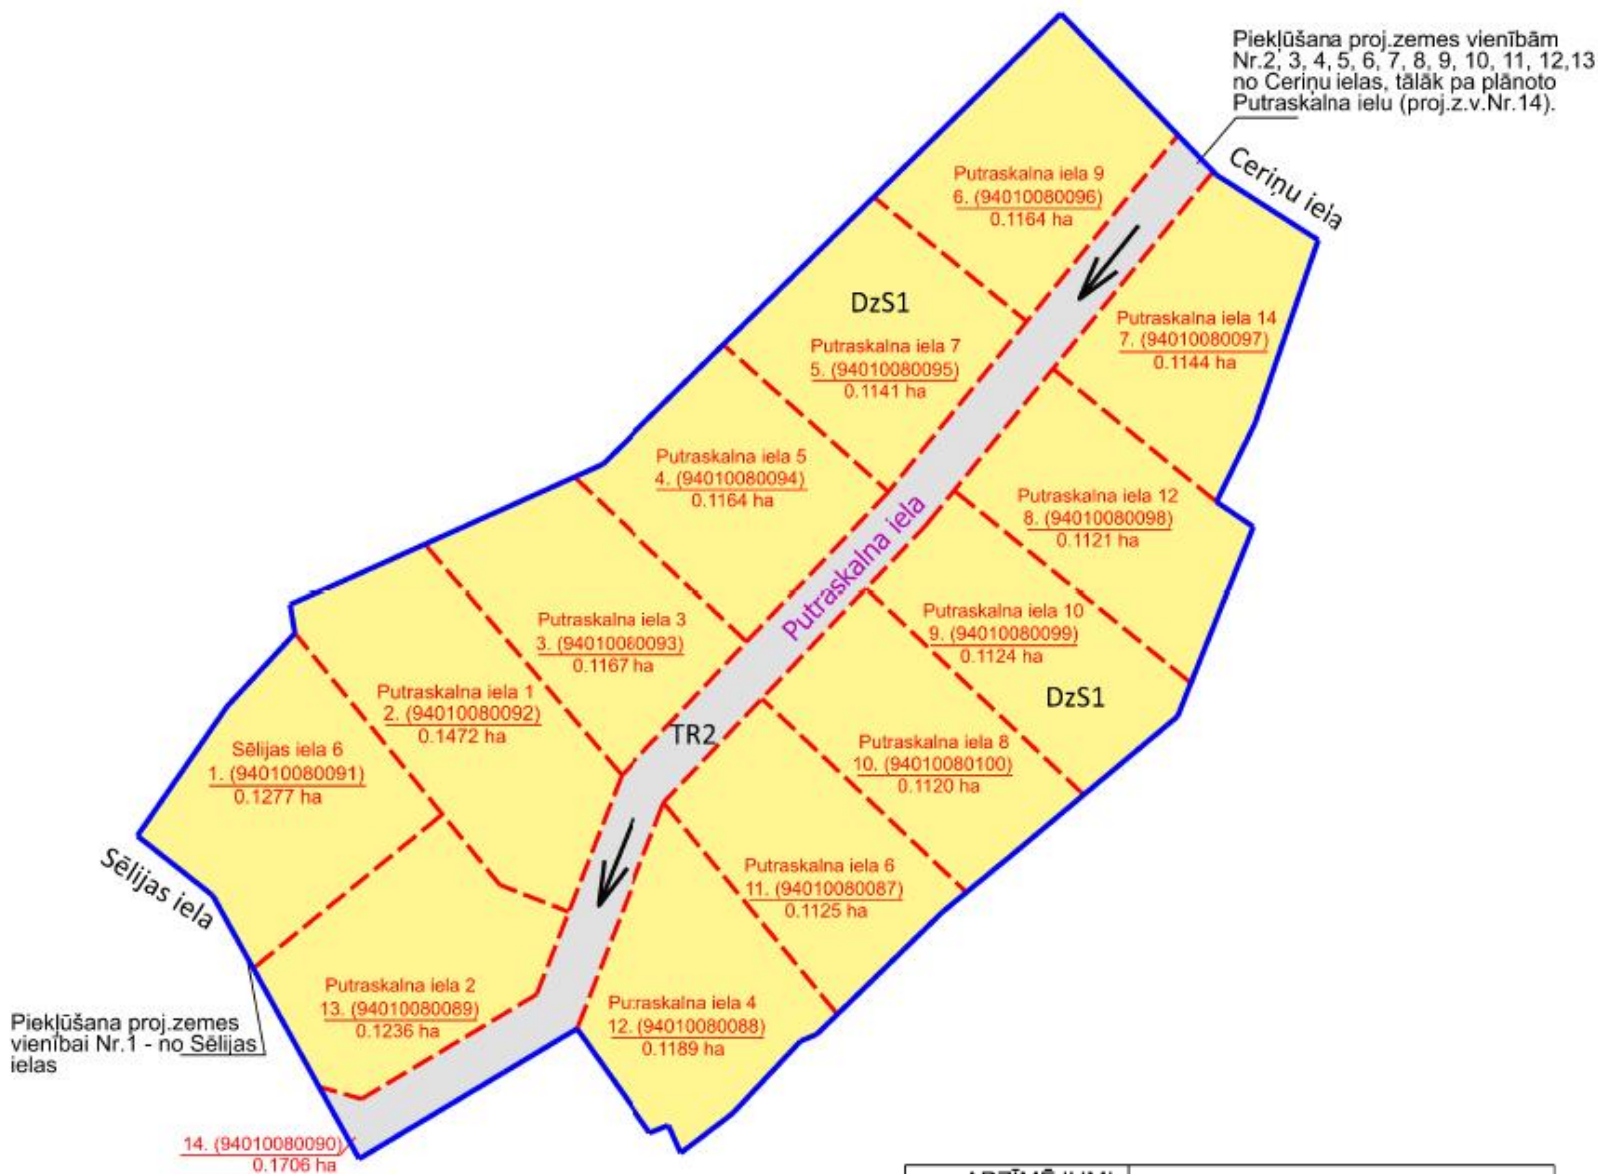 Piekļūšana proj.zemes vienībām
Nr.2, 3, 4, 5, 6, 7, 8, 9, 10, 11, 12,13
no Ceriņu ielas, tālāk pa plānoto
Putraskalna ielu (proj.z.v.Nr.14).
Ceriņu iela
Putraskalna iela 9
6. (94010080096)
0.1164 ha
DzS1
Putraskalna iela 7
5. (94010080095)
0.1141 ha
Putraskalna iela 14
7. (94010080097)
0.1144 ha
Putraskalna iela 5
4. (94010080094)
0.1164 ha
Putraskalna iela 12
8. (94010080098)
0.1121 ha
Putraskalna iela
Putraskalna iela 3
3. (94010080093)
0.1167 ha
Putraskalna iela 10
9. (94010080099)
0.1124 ha
DzS1
Putraskalna iela 1
2. (94010080092)
0.1472 ha
TR2
Sēlijas iela 6
1. (94010080091)
0.1277 ha
Putraskalna iela 8
10. (94010080100)
0.1120 ha
Sēlijas iela
Putraskalna iela 6
11. (94010080087)
0.1125 ha
Putraskalna iela 2
13. (94010080089)
0.1236 ha
Putraskalna iela 4
12. (94010080088)
0.1189 ha
Piekļūšana proj.zemes
vienībai Nr.1 - no Sēlijas
ielas
14. (94010080090)
0.1706 ha